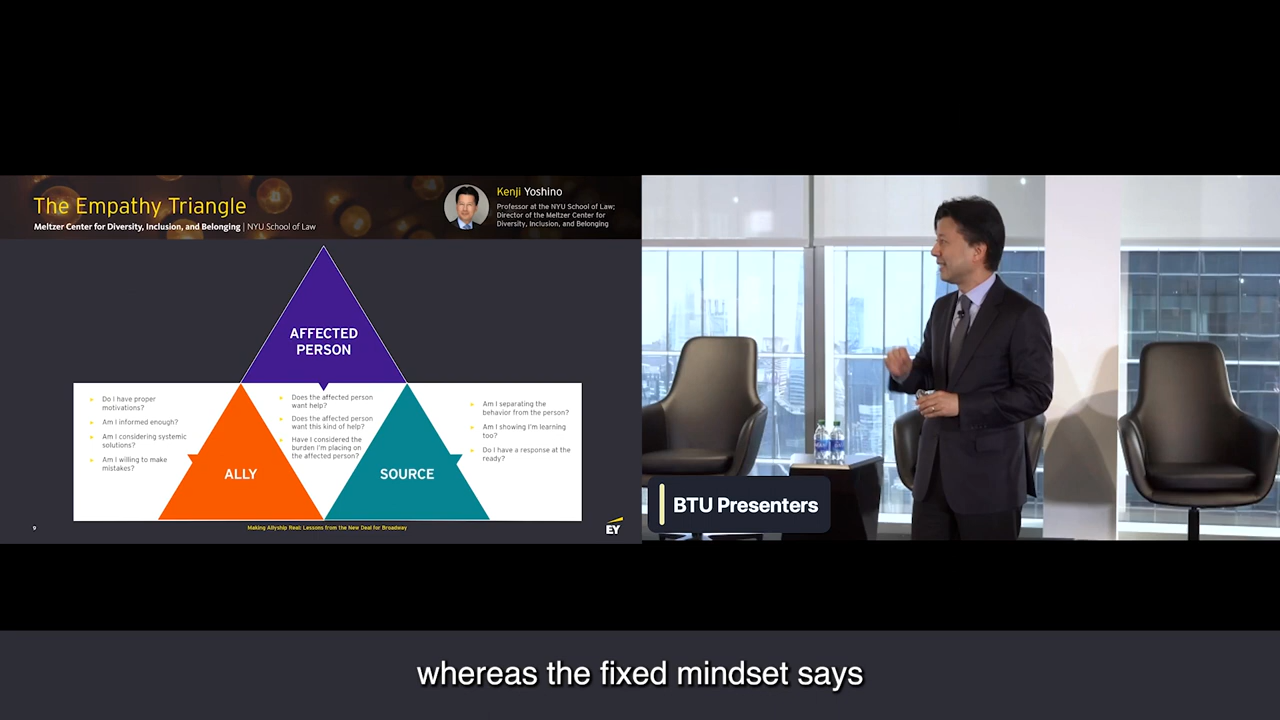 The Empathy Triangle
Meltzer Center for Diversity, Inclusion, and Belonging | NYU School of Law
Kenji Yoshino
Professor at the NYU School of Law;
Director of the Meltzer Center for
Diversity, Inclusion, and Belonging
AFFECTED
PERSON
Do I have proper
motivations?
Am I informed enough?
Am I considering systemic
solutions?
Am I willing to make
mistakes?
ALLY
Does the affected person
want help?
Does the affected person
want this kind of help?
Have I considered the
burden I'm placing on
the affected person?
SOURCE
Am I separating the
behavior from the person?
Am I showing I'm learning
too?
Do I have a response at the
ready?
9
Making Allyship Real: Lessons from the New Deal for Broadway
EY
BTU Presenters
whereas the fixed mindset says